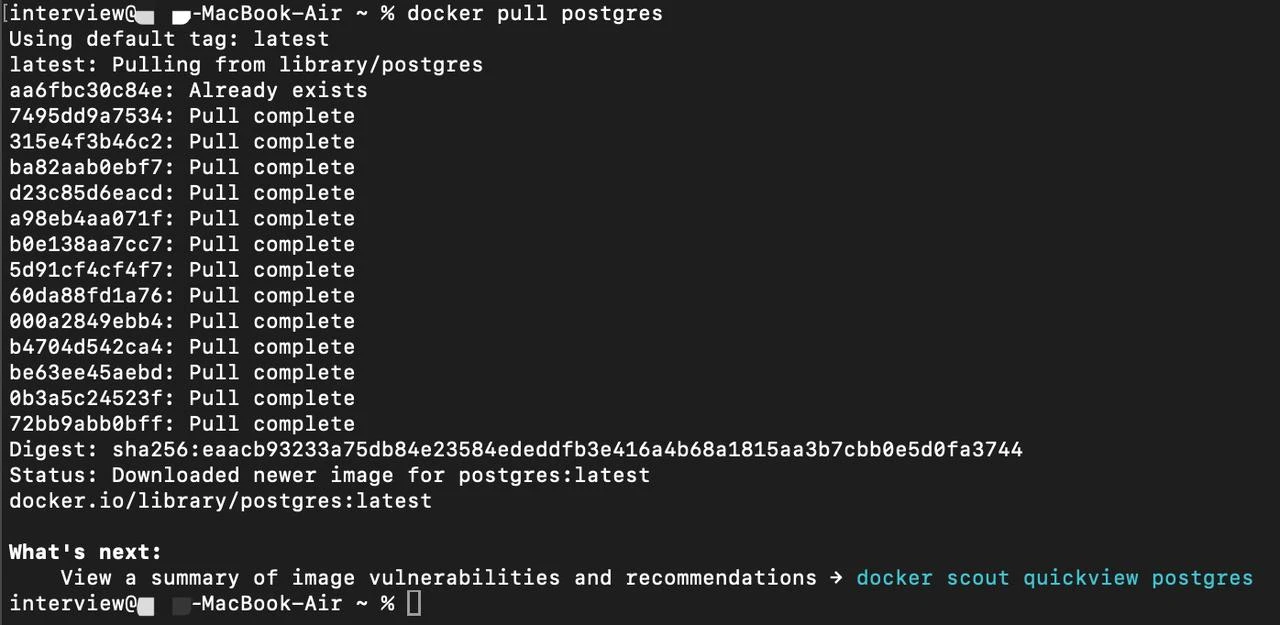 [interview@ -MacBook-Air ~ % docker pull postgres
Using default tag: latest
latest: Pulling from library/postgres
aa6fbc30c84e: Already exists
7495dd9a7534: Pull complete
315e4f3b46c2: Pull complete
ba82aab0ebf7: Pull complete
d23c85d6eacd: Pull complete
a98eb4aa071f: Pull complete
b0e138aa7cc7: Pull complete
5d91cf4cf4f7: Pull complete
60da88fd1a76: Pull complete
000a2849ebb4: Pull complete
b4704d542ca4: Pull complete
be63ee45aebd: Pull complete
0b3a5c24523f: Pull complete
72bb9abb0bff: Pull complete
Digest: sha256:eaacb93233a75db84e23584ededdfb3e416a4b68a1815aa3b7cbb0e5d0fa3744
Status: Downloaded newer image for postgres:latest
docker.io/library/postgres:latest
What's next:
View a summary of image vulnerabilities and recommendations → docker scout quickview postgres
interview@ -MacBook-Air ~ %